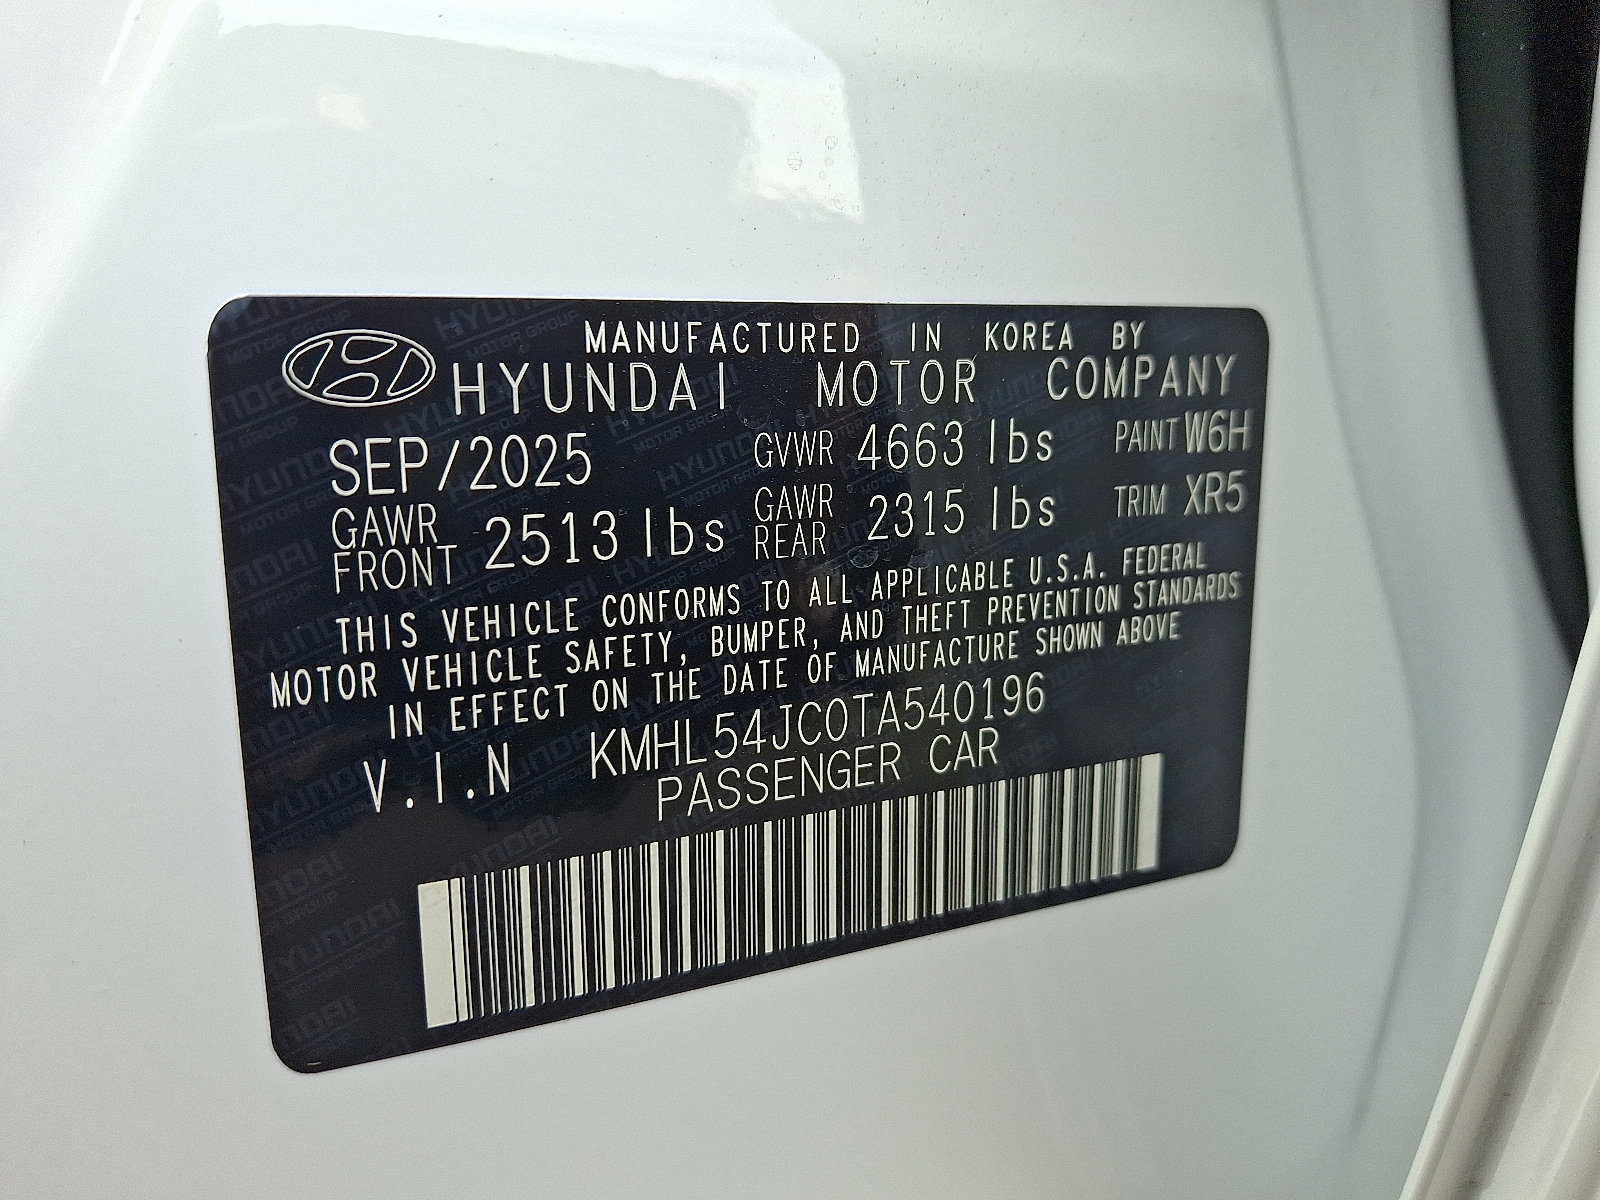 MANUFACTURED IN KOREA BY
HYUNDAI MOTOR COMPANY
SEP/2025 GVWR 4663 lbs PAINT W6H
GAWR FRONT 2513 lbs GAWR REAR 2315 lbs TRIM XR5
THIS VEHICLE CONFORMS TO ALL APPLICABLE U.S.A. FEDERAL
MOTOR VEHICLE SAFETY, BUMPER, AND THEFT PREVENTION STANDARDS
IN EFFECT ON THE DATE OF MANUFACTURE SHOWN ABOVE
V.I.N KMHL54JC0TA540196
PASSENGER CAR